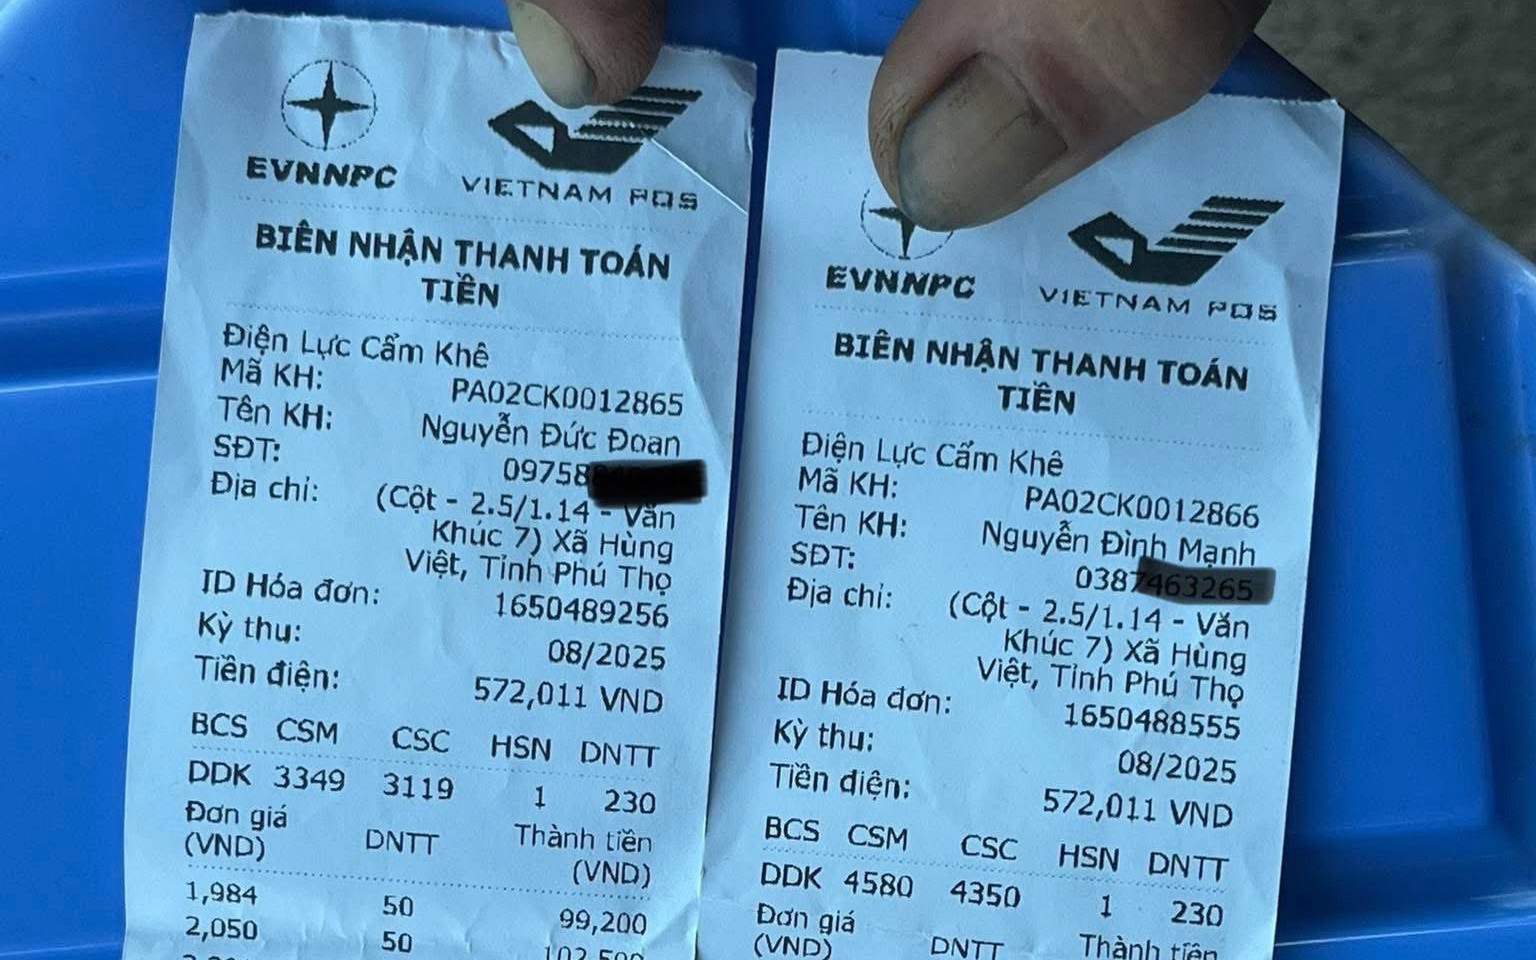 EVNNPC
VIETNAM POS
BIÊN NHẬN THANH TOÁN
TIỀN
Điện Lực Cẩm Khê
Mã KH: PA02CK0012865
Tên KH: Nguyễn Đức Đoan
SĐT: 09758
Địa chỉ: (Cột - 2.5/1.14 - Văn
Khúc 7) Xã Hùng
Việt, Tỉnh Phú Thọ
ID Hóa đơn: 1650489256
Kỳ thu: 08/2025
Tiền điện: 572,011 VND
BCS CSM CSC HSN DNTT
DDK 3349 3119 1 230
Đơn giá
(VND) DNTT Thành tiền
(VND)
1,984 50 99,200
2,050 50
EVNNPC
VIETNAM POS
BIÊN NHẬN THANH TOÁN
TIỀN
Điện Lực Cẩm Khê
Mã KH: PA02CK0012866
Tên KH: Nguyễn Đình Mạnh
SĐT: 038
Địa chỉ: (Cột - 2.5/1.14 - Văn
Khúc 7) Xã Hùng
Việt, Tỉnh Phú Thọ
ID Hóa đơn: 1650488555
Kỳ thu: 08/2025
Tiền điện: 572,011 VND
BCS CSM CSC HSN DNTT
DDK 4580 4350 1 230
Đơn giá
(VND) DNTT Thành tiền